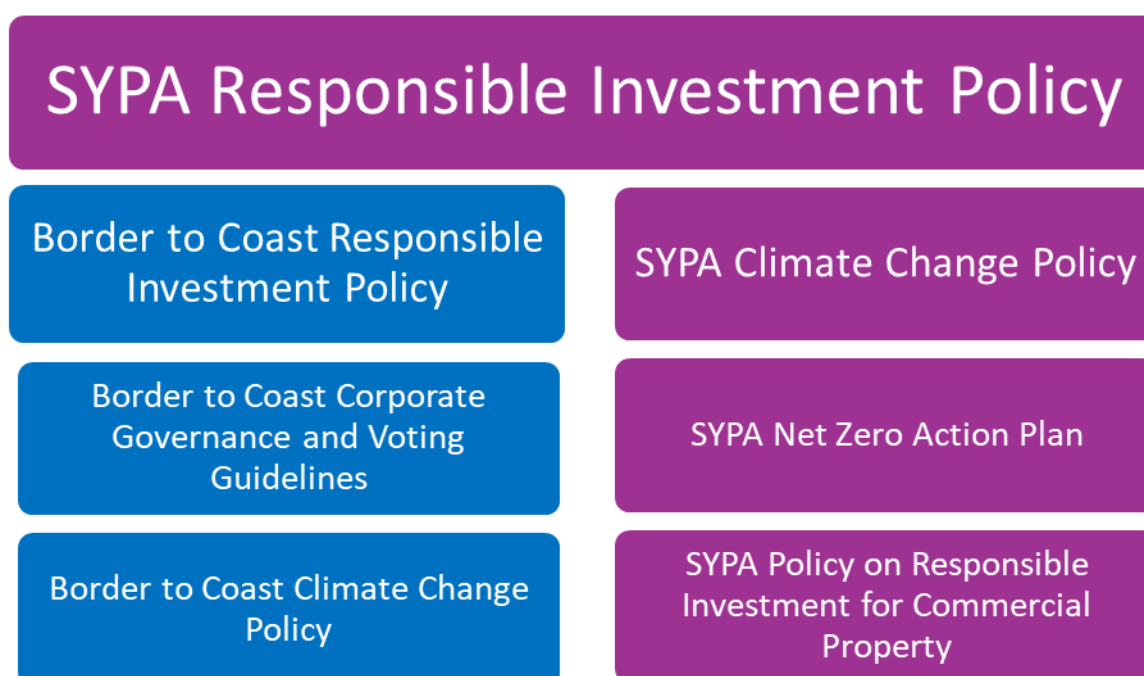 SYPA Responsible Investment Policy
Border to Coast Responsible
Investment Policy
Border to Coast Corporate
Governance and Voting
Guidelines
Border to Coast Climate Change
Policy
SYPA Climate Change Policy
SYPA Net Zero Action Plan
SYPA Policy on Responsible
Investment for Commercial
Property